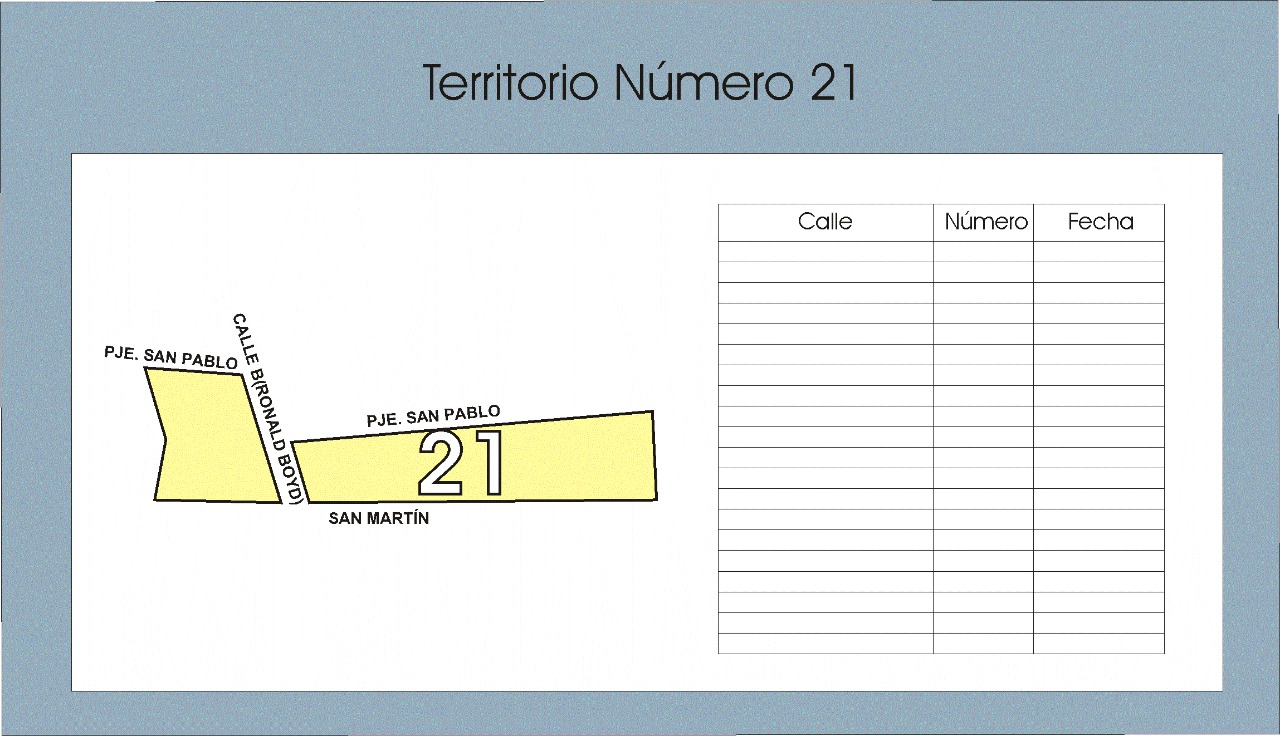 Territorio Número 21
CALLE B(RONALD BOYD)
PJE. SAN PABLO
PJE. SAN PABLO
21
SAN MARTÍN
Calle Número Fecha